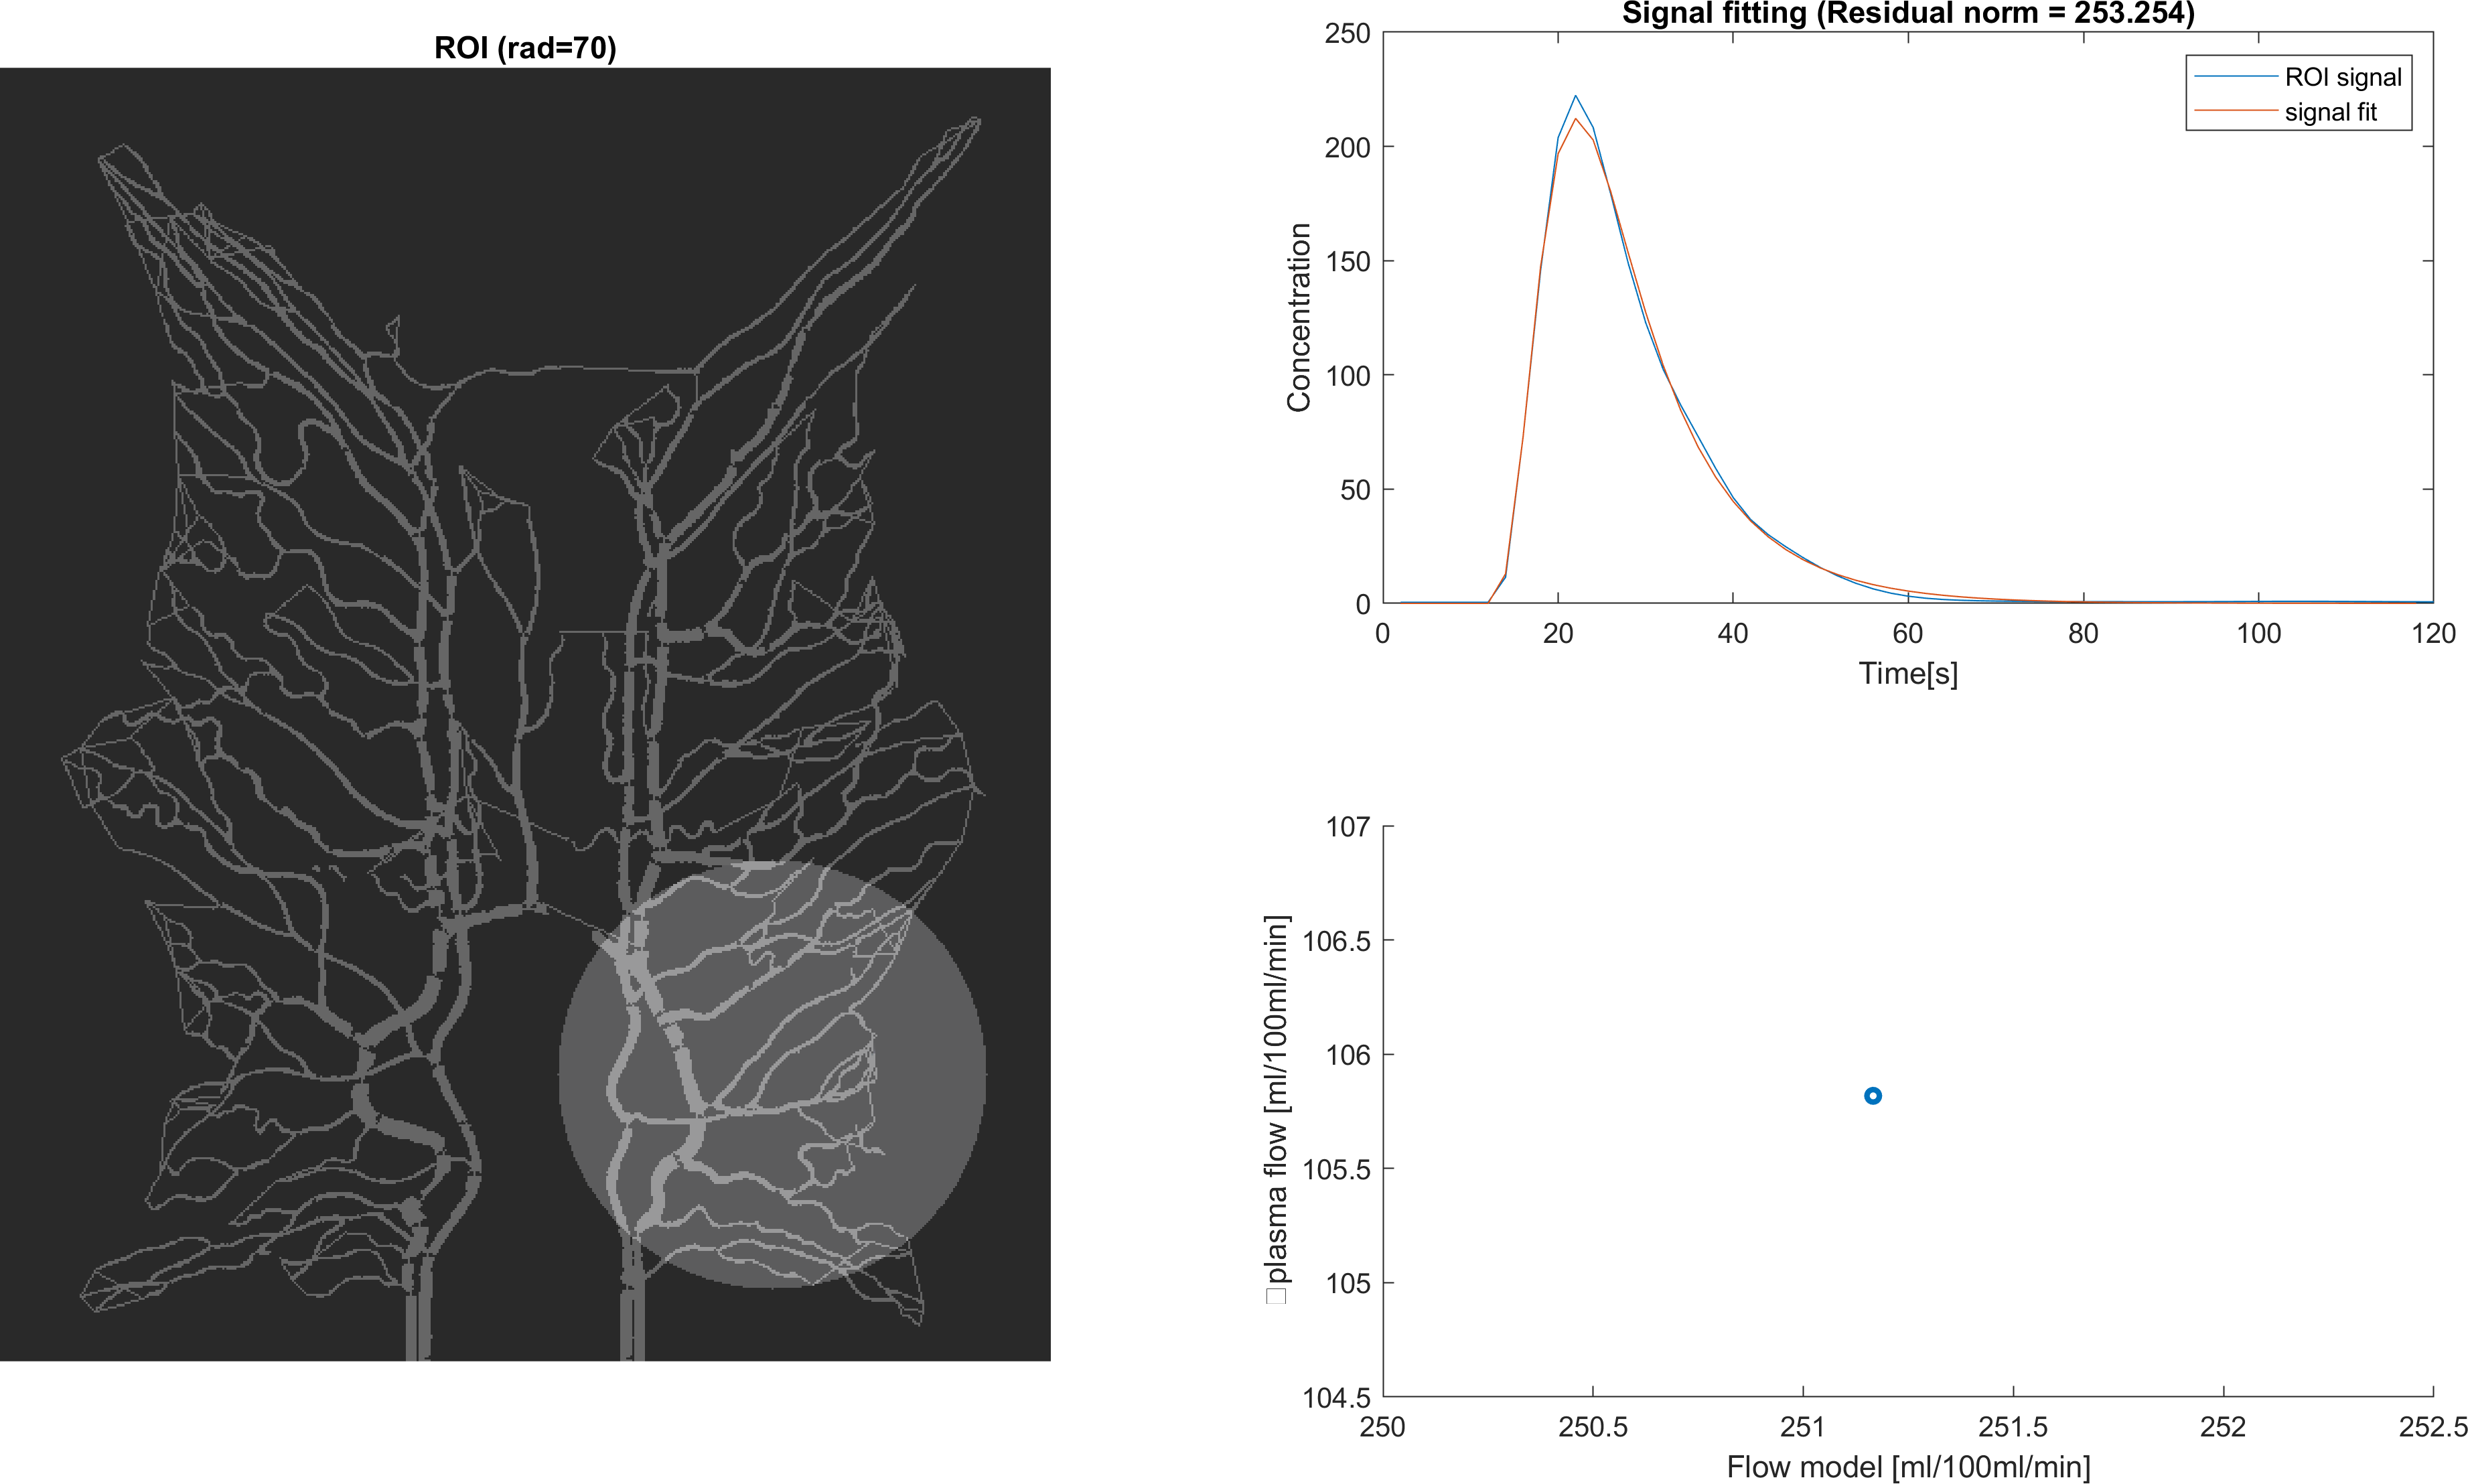 ROI (rad=70)
Signal fitting (Residual norm = 253.254)
250
200
150
100
50
0
Concentration
ROI signal
signal fit
0 20 40 60 80 100 120
Time[s]
107
106.5
106
105.5
105
104.5
□plasma flow [ml/100ml/min]
250 250.5 251 251.5 252 252.5
Flow model [ml/100ml/min]